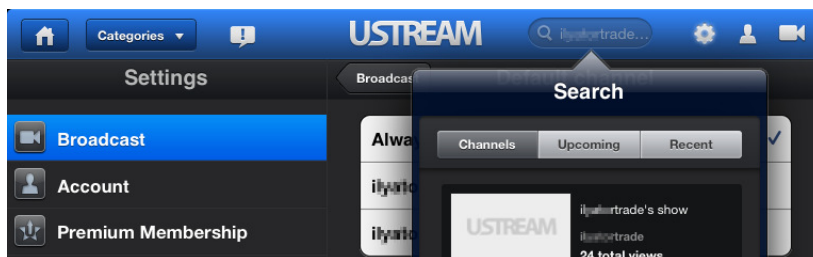 Categories
USTREAM
trade...
Settings
Broadcas
Default channel
Search
Broadcast
Alwa
Channels
Upcoming
Recent
Account
trade's show
USTREAM
trade
Premium Membership
24 total views